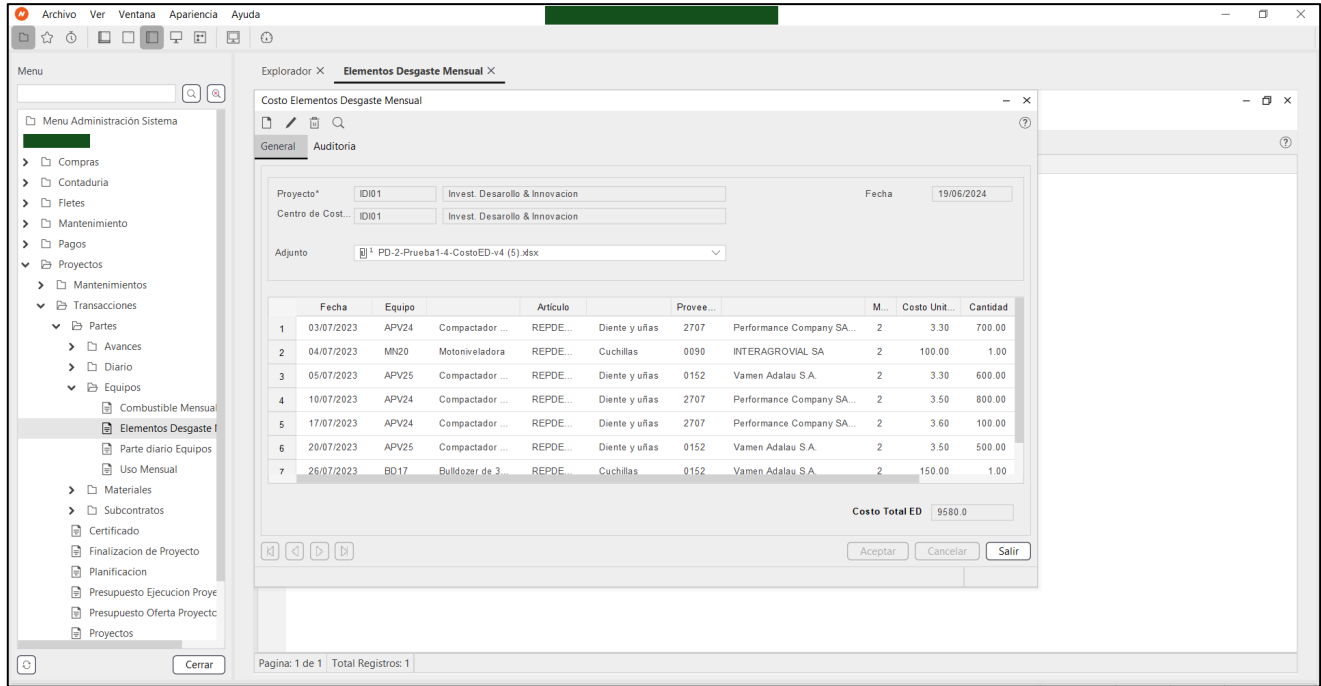 Archivo Ver Ventana Apariencia Ayuda
Menu
Explorador Elementos Desgaste Mensual
Menu Administración Sistema
Compras
Contaduria
Fletes
Mantenimiento
Pagos
Proyectos
Mantenimientos
Transacciones
Partes
Avances
Diario
Equipos
Combustible Mensual
Elementos Desgaste
Parte diario Equipos
Uso Mensual
Materiales
Subcontratos
Certificado
Finalizacion de Proyecto
Planificacion
Presupuesto Ejecucion Proye
Presupuesto Oferta Proyecto
Proyectos
Cerrar
Costo Elementos Desgaste Mensual
General Auditoria
Proyecto* IDI01 Invest. Desarollo & Innovacion Fecha 19/06/2024
Centro de Cost... IDI01 Invest. Desarollo & Innovacion
Adjunto 1 PD-2-Prueba1-4-CostoED-v4 (5).xlsx
Fecha Equipo Artículo Provee... M... Costo Unit... Cantidad
1 03/07/2023 APV24 Compactador ... REPDE... Diente y uñas 2707 Performance Company SA... 2 3.30 700.00
2 04/07/2023 MN20 Motoniveladora REPDE... Cuchillas 0090 INTERAGROVIAL SA 2 100.00 1.00
3 05/07/2023 APV25 Compactador ... REPDE... Diente y uñas 0152 Vamen Adalau S.A. 2 3.30 600.00
4 10/07/2023 APV24 Compactador ... REPDE... Diente y uñas 2707 Performance Company SA... 2 3.50 800.00
5 17/07/2023 APV24 Compactador ... REPDE... Diente y uñas 2707 Performance Company SA... 2 3.60 100.00
6 20/07/2023 APV25 Compactador ... REPDE... Diente y uñas 0152 Vamen Adalau S.A. 2 3.50 500.00
7 26/07/2023 BD17 Bulldozer de 3... REPDE... Cuchillas 0152 Vamen Adalau S.A. 2 150.00 1.00
Costo Total ED 9580.0
Aceptar Cancelar Salir
Pagina: 1 de 1 Total Registros: 1